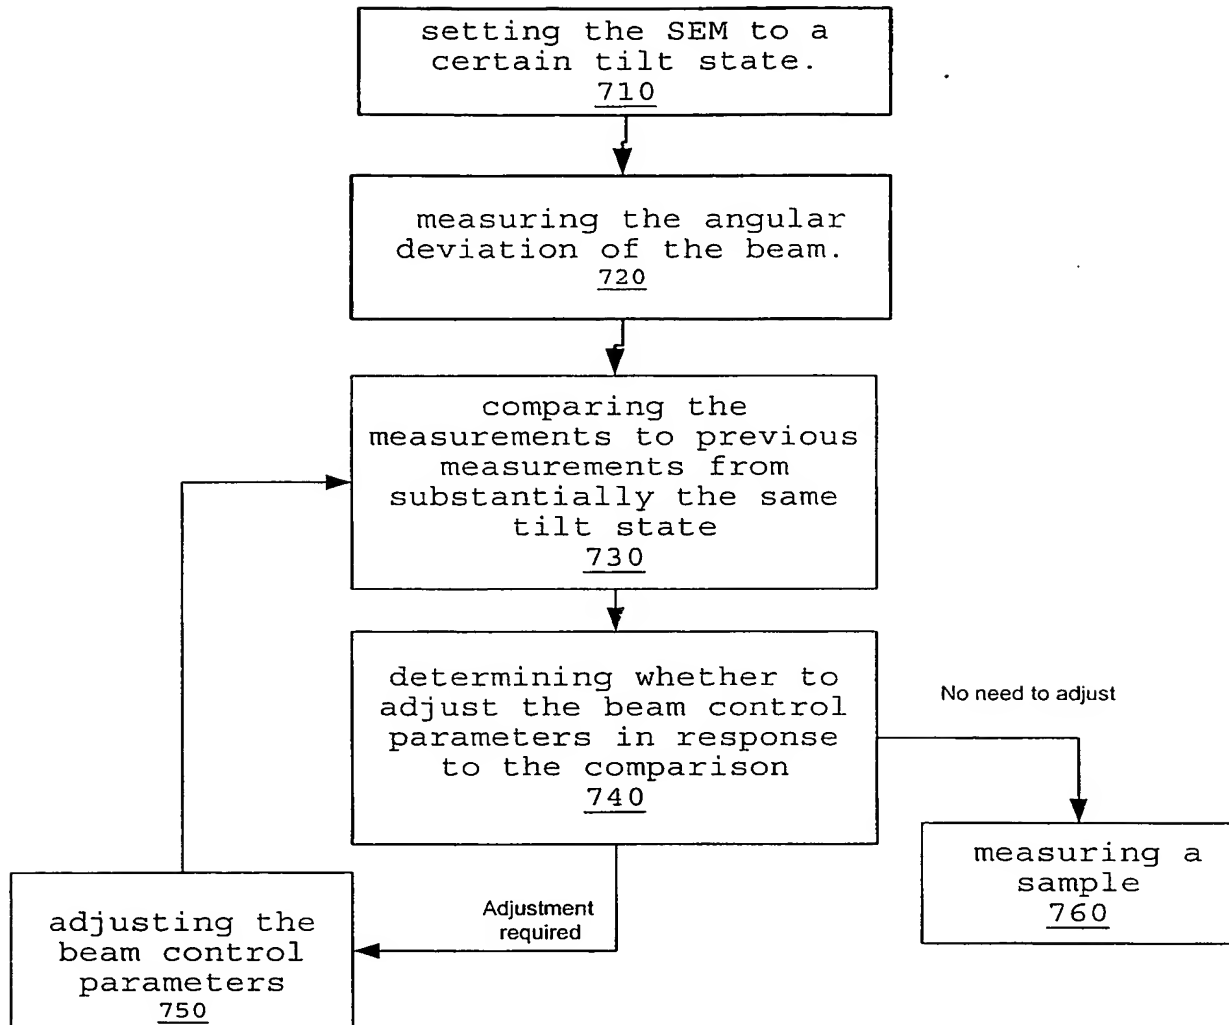 setting the SEM to a
certain tilt state.
710
measuring the angular
deviation of the beam.
720
comparing the
measurements to previous
measurements from
substantially the same
tilt state
730
determining whether to
adjust the beam control
parameters in response
to the comparison
740
No need to adjust
measuring a
sample
760
Adjustment
required
adjusting the
beam control
parameters
750